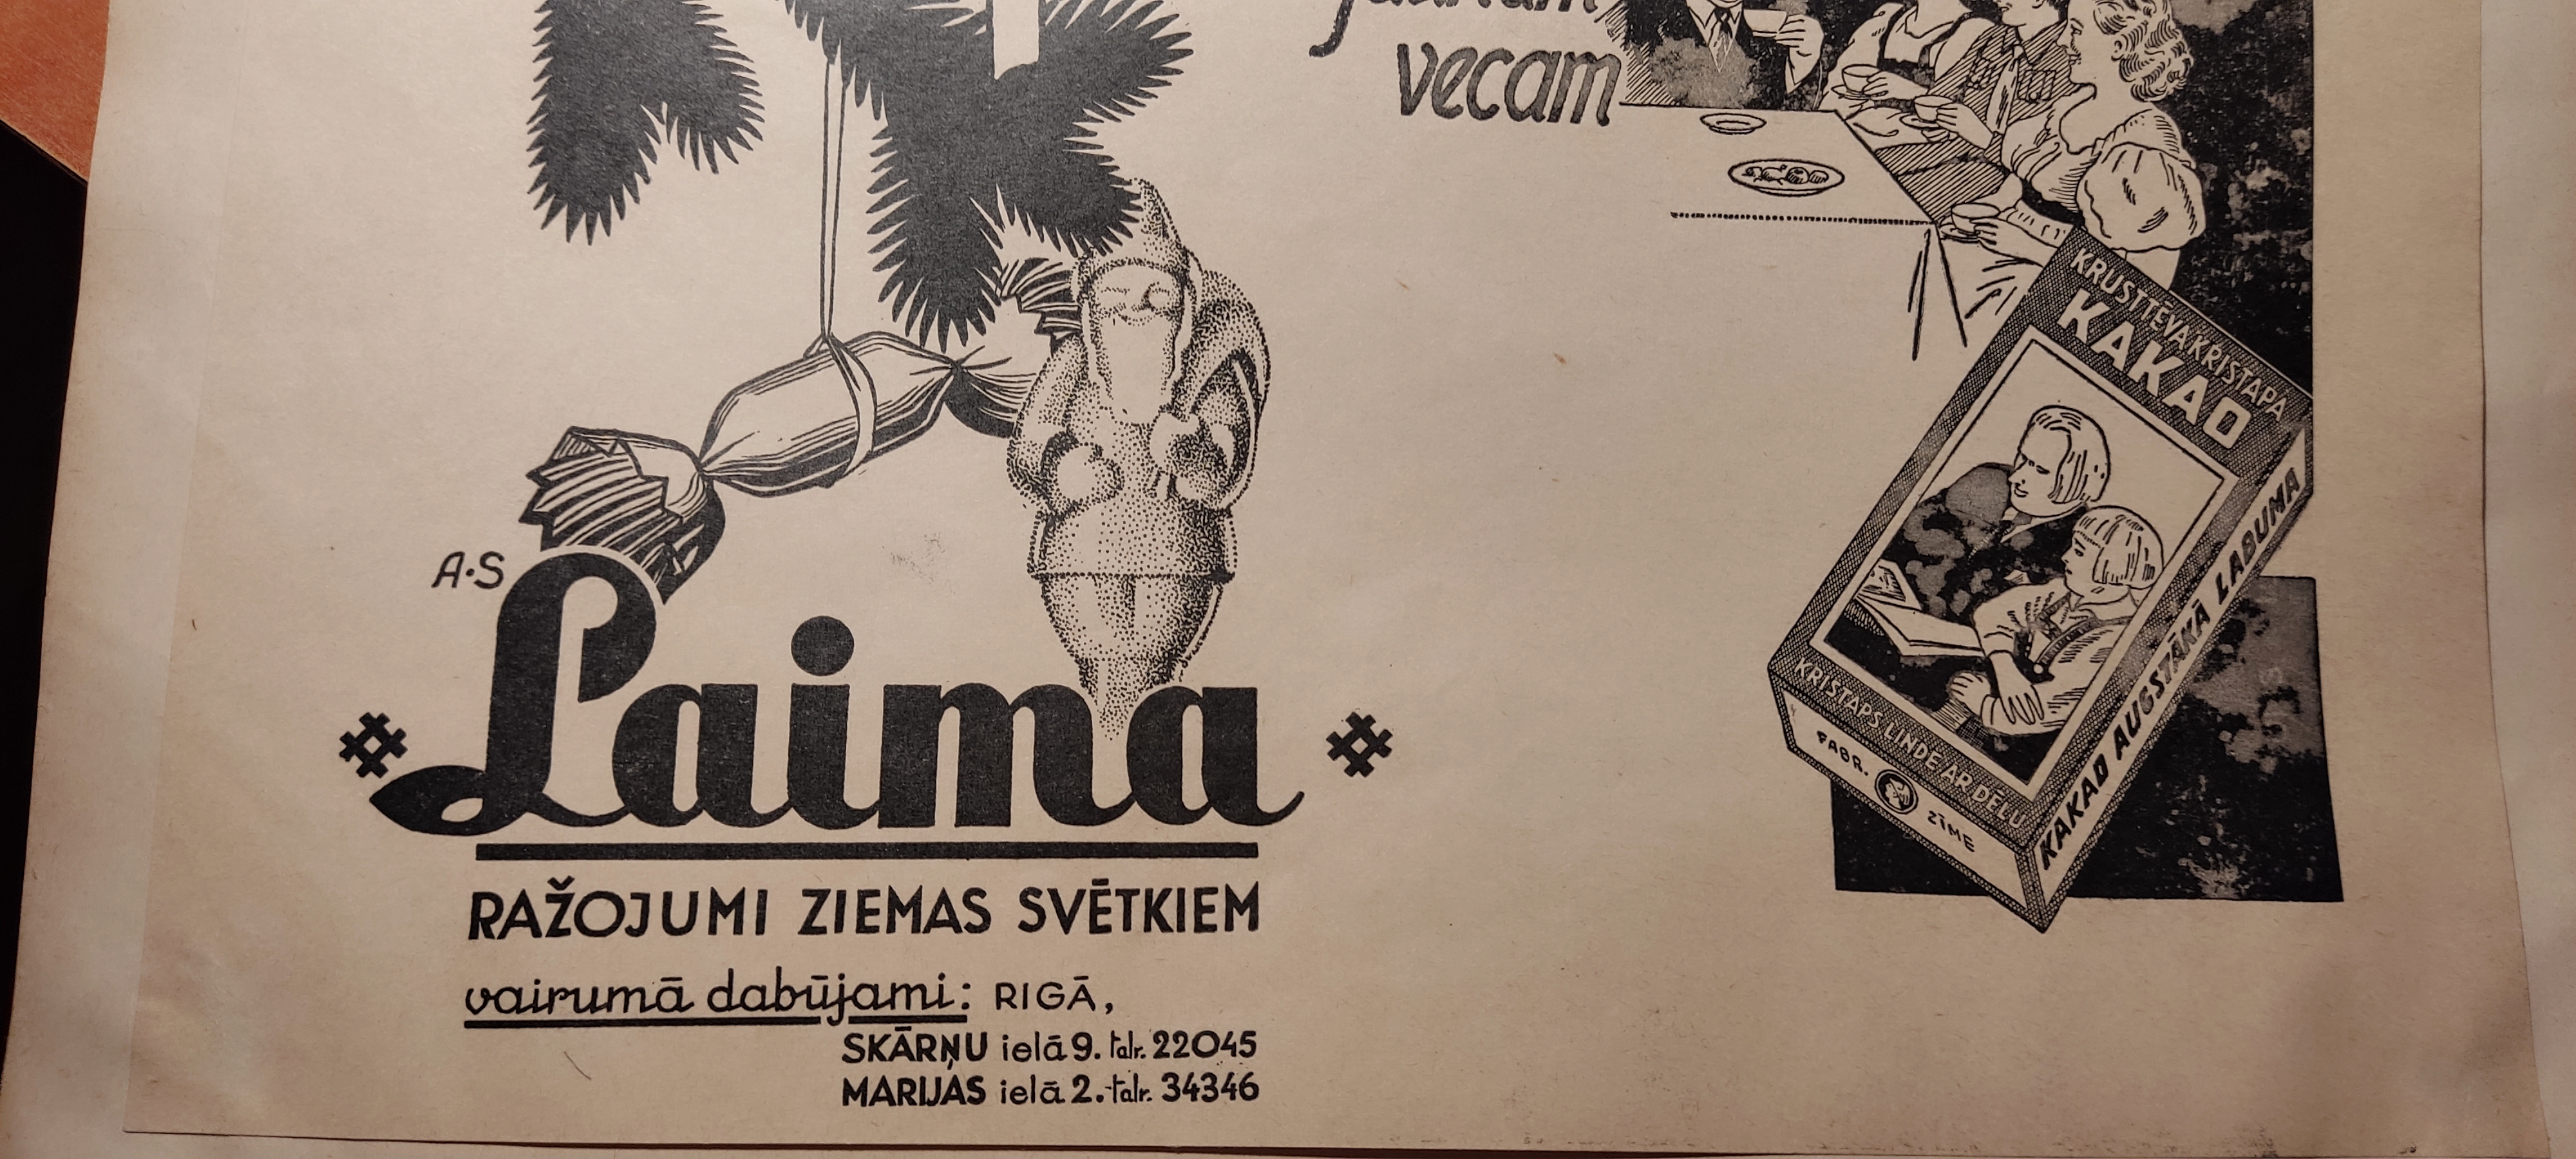 A·S
Laima
RAŽOJUMI ZIEMAS SVĒTKIEM
vairumā dabūjami: RIGĀ,
SKĀRŅU ielā 9. talr. 22045
MARIJAS ielā 2. talr. 34346
vecam
KRUSTTĒVA KRISTAPA
KAKAO
KRISTAPS LINDE AR DĒLU
FABR. ZĪME
KAKAO AUGSTĀKĀ LABUMA